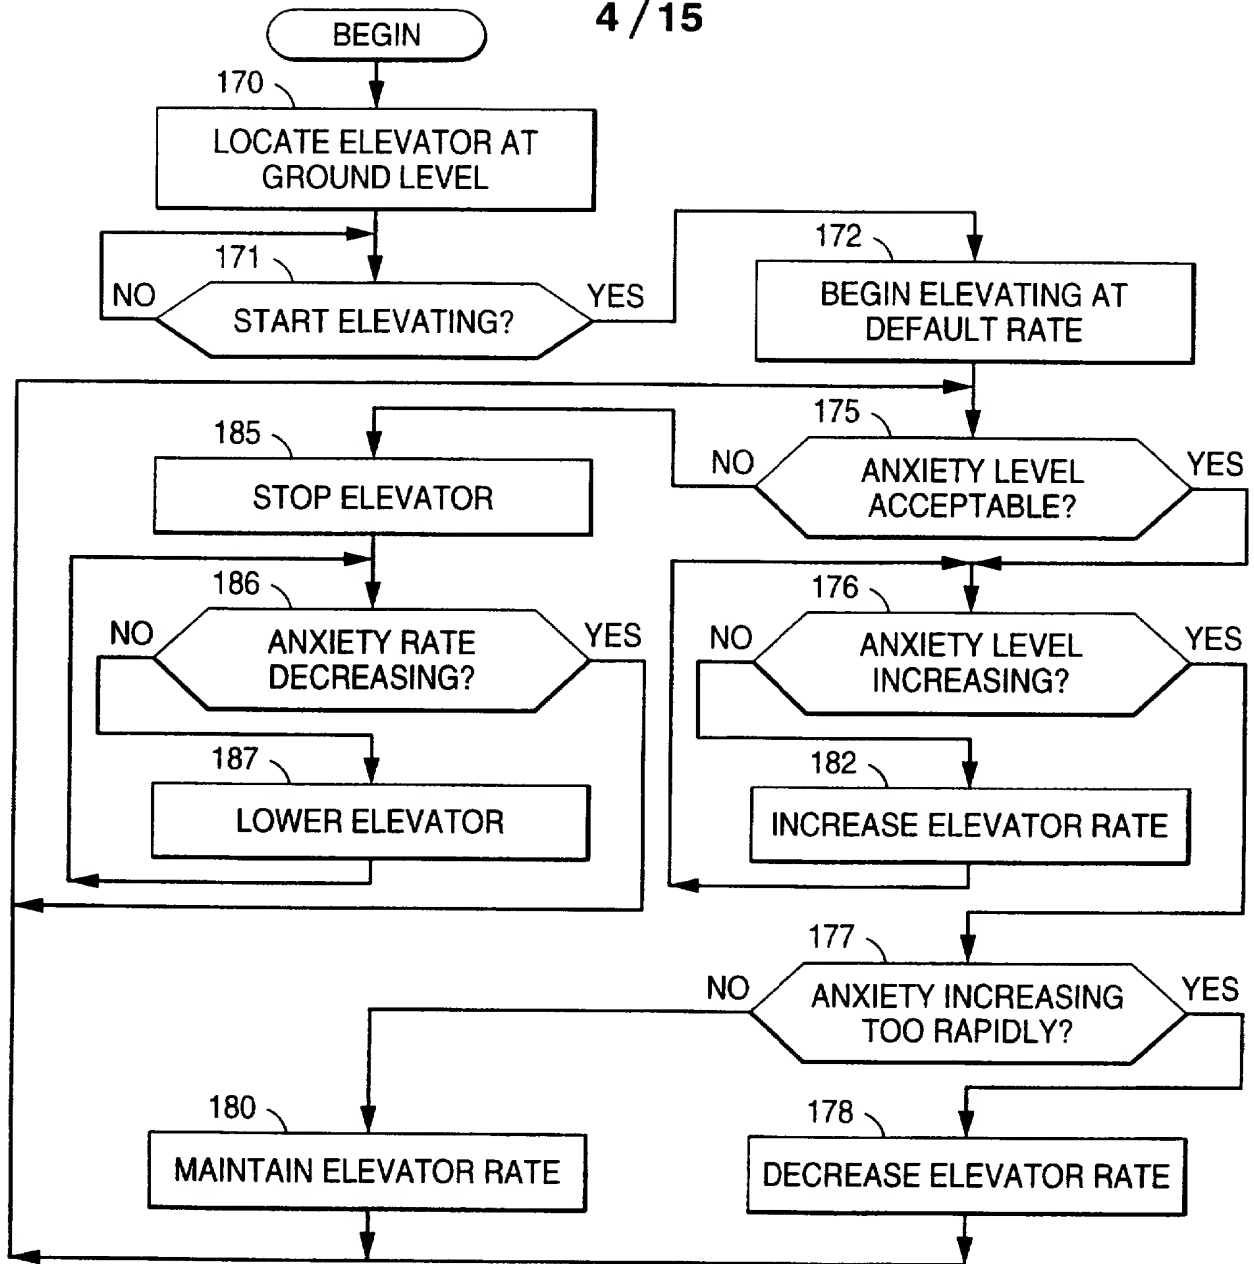 4/15
BEGIN
170
LOCATE ELEVATOR AT
GROUND LEVEL
171
NO
START ELEVATING?
YES
172
BEGIN ELEVATING AT
DEFAULT RATE
175
NO
ANXIETY LEVEL
ACCEPTABLE?
YES
185
STOP ELEVATOR
186
NO
ANXIETY RATE
DECREASING?
YES
176
NO
ANXIETY LEVEL
INCREASING?
YES
187
LOWER ELEVATOR
182
INCREASE ELEVATOR RATE
177
NO
ANXIETY INCREASING
TOO RAPIDLY?
YES
180
MAINTAIN ELEVATOR RATE
178
DECREASE ELEVATOR RATE